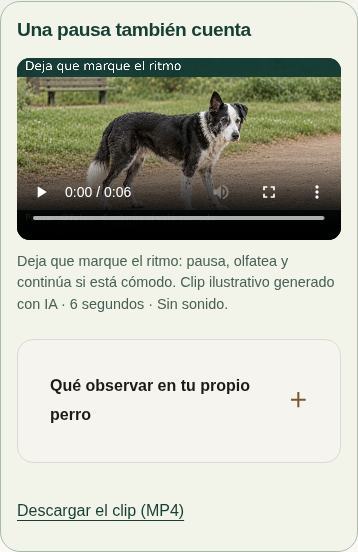 Una pausa también cuenta
Deja que marque el ritmo
0:00 / 0:06
Deja que marque el ritmo: pausa, olfatea y
continúa si está cómodo. Clip ilustrativo generado
con IA · 6 segundos · Sin sonido.
Qué observar en tu propio
perro
Descargar el clip (MP4)